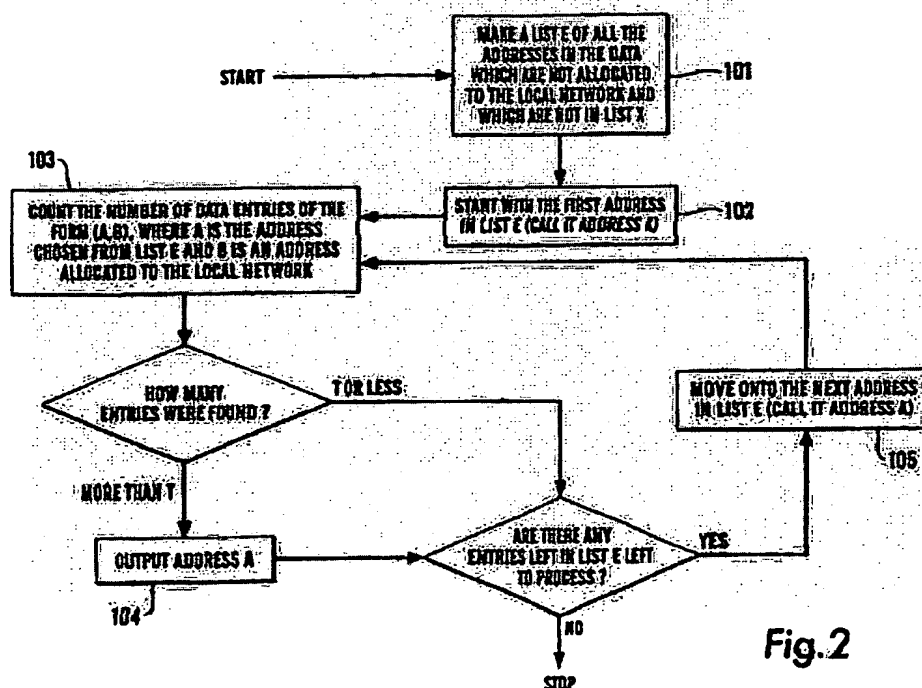 START
MAKE A LIST E OF ALL THE
ADDRESSES IN THE DATA
WHICH ARE NOT ALLOCATED
TO THE LOCAL NETWORK AND
WHICH ARE NOT IN LIST X
101
103
COUNT THE NUMBER OF DATA ENTRIES OF THE
FORM (A,B), WHERE A IS THE ADDRESS
CHOSEN FROM LIST E AND B IS AN ADDRESS
ALLOCATED TO THE LOCAL NETWORK
START WITH THE FIRST ADDRESS
IN LIST E (CALL IT ADDRESS A)
102
HOW MANY
ENTRIES WERE FOUND ?
T OR LESS
MOVE ONTO THE NEXT ADDRESS
IN LIST E (CALL IT ADDRESS A)
105
MORE THAN T
OUTPUT ADDRESS A
104
ARE THERE ANY
ENTRIES LEFT IN LIST E LEFT
TO PROCESS ?
YES
NO
STOP
Fig.2